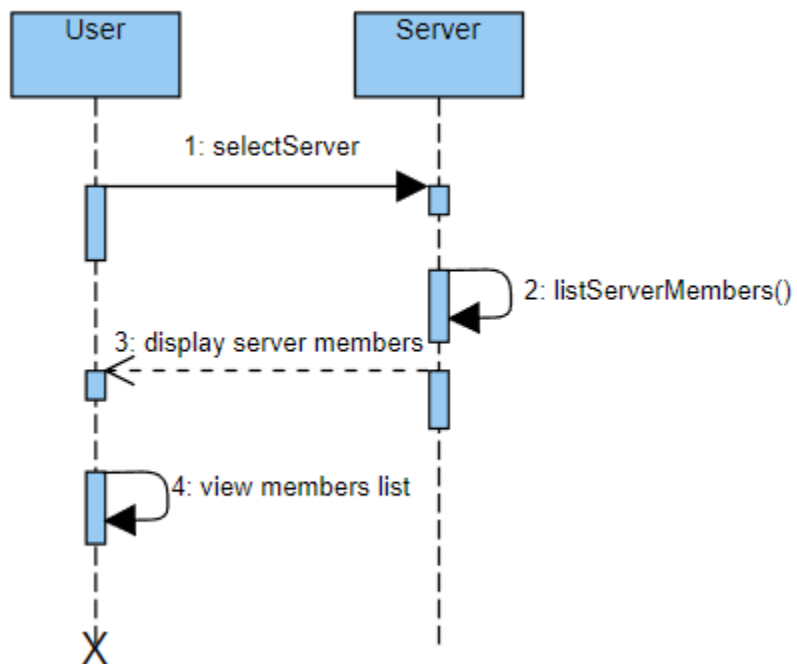 User
Server
1: selectServer
2: listServerMembers()
3: display server members
4: view members list